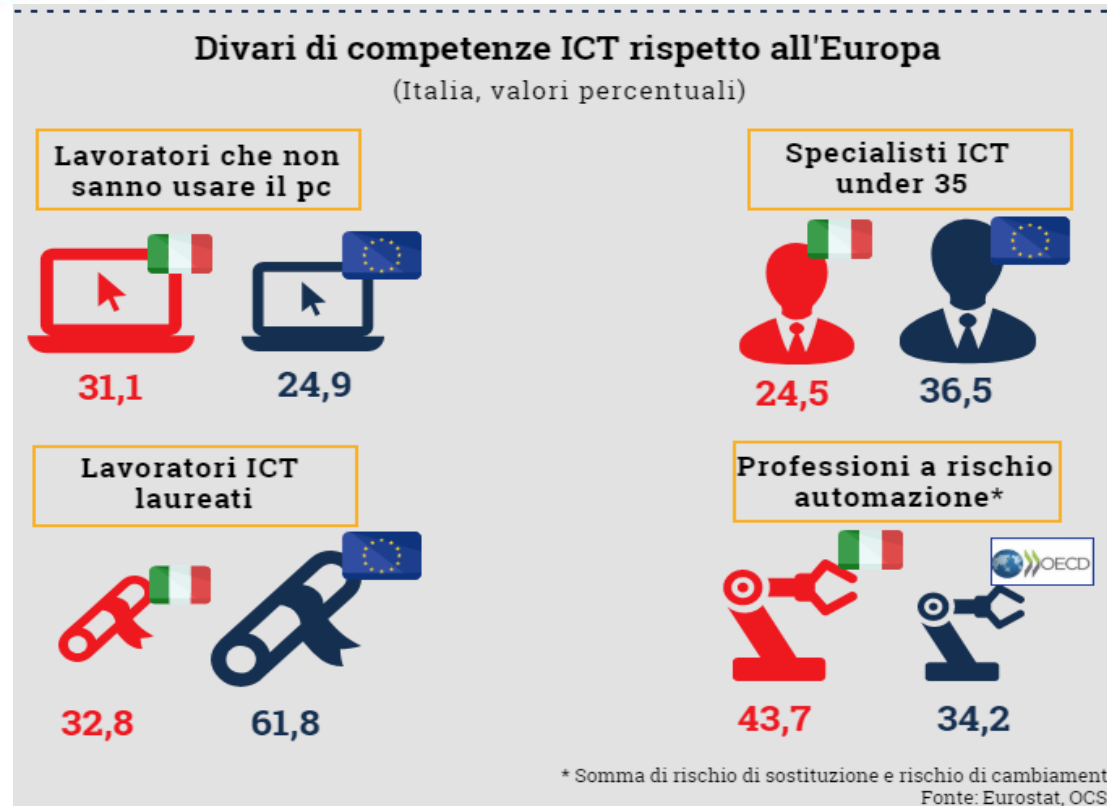 Divari di competenze ICT rispetto all'Europa
(Italia, valori percentuali)
Lavoratori che non
sanno usare il pc
31,1
24,9
Specialisti ICT
under 35
24,5
36,5
Lavoratori ICT
laureati
32,8
61,8
Professioni a rischio
automazione*
OECD
43,7
34,2
* Somma di rischio di sostituzione e rischio di cambiament
Fonte: Eurostat, OCS